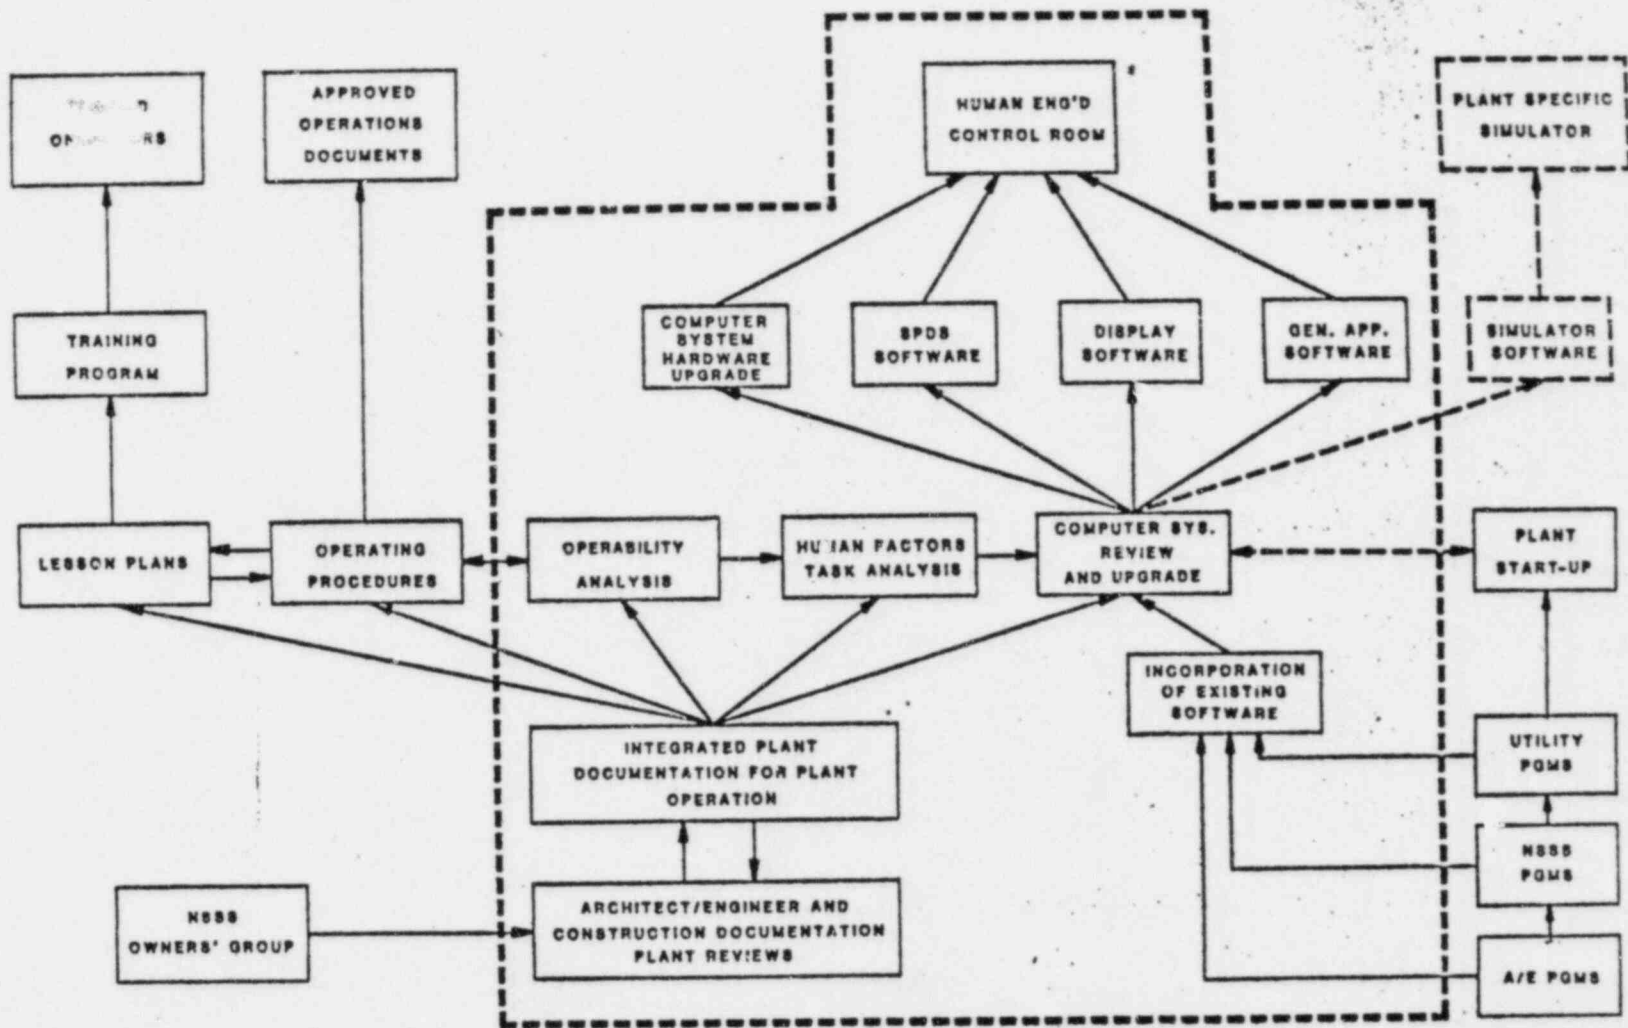 HUMAN ENG'D
CONTROL ROOM
APPROVED
OPERATIONS
DOCUMENTS
PLANT SPECIFIC
SIMULATOR
TRAINING
PROGRAM
COMPUTER
SYSTEM
HARDWARE
UPGRADE
SPDS
SOFTWARE
DISPLAY
SOFTWARE
GEN. APP.
SOFTWARE
SIMULATOR
SOFTWARE
LESSON PLANS
OPERATING
PROCEDURES
OPERABILITY
ANALYSIS
HUMAN FACTORS
TASK ANALYSIS
COMPUTER SYS.
REVIEW
AND UPGRADE
PLANT
START-UP
INCORPORATION
OF EXISTING
SOFTWARE
INTEGRATED PLANT
DOCUMENTATION FOR PLANT
OPERATION
UTILITY
PGMS
NSSS
PGMS
NSSS
OWNERS' GROUP
ARCHITECT/ENGINEER AND
CONSTRUCTION DOCUMENTATION
PLANT REVIEWS
A/E PGMS